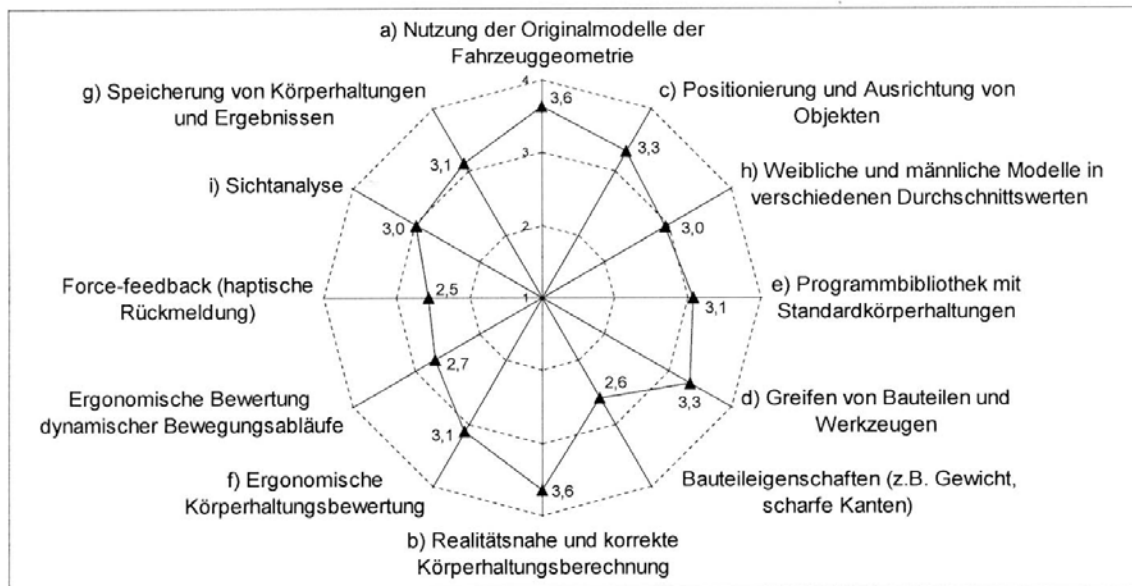 a) Nutzung der Originalmodelle der
Fahrzeuggeometrie
g) Speicherung von Körperhaltungen
und Ergebnissen
c) Positionierung und Ausrichtung von
Objekten
i) Sichtanalyse
h) Weibliche und männliche Modelle in
verschiedenen Durchschnittswerten
Force-feedback (haptische
Rückmeldung)
e) Programmbibliothek mit
Standardkörperhaltungen
Ergonomische Bewertung
dynamischer Bewegungsabläufe
d) Greifen von Bauteilen und
Werkzeugen
f) Ergonomische
Körperhaltungsbewertung
Bauteileigenschaften (z.B. Gewicht,
scharfe Kanten)
b) Realitätsnahe und korrekte
Körperhaltungsberechnung
4
3
2
1
3,6
3,3
3,0
3,1
3,3
2,6
3,6
3,1
2,7
2,5
3,0
3,1